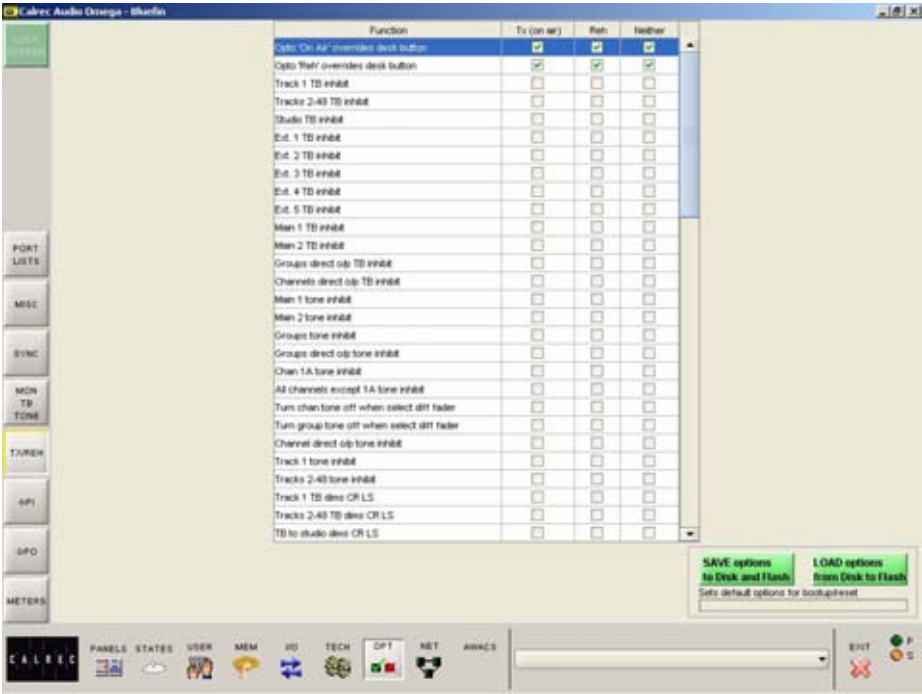 Calrec Audio Omega - Bluefin
LOCK SCREEN
Function Tx (on air) Reh Neither
Opto 'On Air' overrides desk button
Opto 'Reh' overrides desk button
Track 1 TB inhibit
Tracks 2-48 TB inhibit
Studio TB inhibit
Ext. 1 TB inhibit
Ext. 2 TB inhibit
Ext. 3 TB inhibit
Ext. 4 TB inhibit
Ext. 5 TB inhibit
Main 1 TB inhibit
Main 2 TB inhibit
Groups direct o/p TB inhibit
Channels direct o/p TB inhibit
Main 1 tone inhibit
Main 2 tone inhibit
Groups tone inhibit
Groups direct o/p tone inhibit
Chan 1A tone inhibit
All channels except 1A tone inhibit
Turn chan tone off when select diff fader
Turn group tone off when select diff fader
Channel direct o/p tone inhibit
Track 1 tone inhibit
Tracks 2-48 tone inhibit
Track 1 TB dims CR LS
Tracks 2-48 TB dims CR LS
TB to studio dims CR LS
PORT
LISTS
MISC
SYNC
MON
TB
TONE
TX/REH
GPI
GPO
METERS
SAVE options
to Disk and Flash
LOAD options
from Disk to Flash
Sets default options for bootup/reset
CALREC
PANELS STATES USER MEM I/O TECH OPT NET AWACS
EXIT
P
S